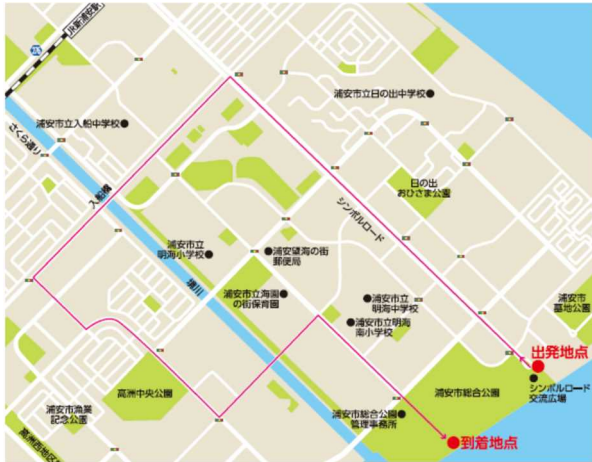 JR新浦安駅
276
浦安市立日の出中学校
浦安市立入船中学校
さくら通り
入船橋
日の出
おひさま公園
シンボルロード
浦安市立
明海小学校
浦安望海の街
郵便局
境川
浦安市立海園
の街保育園
浦安市立
明海中学校
浦安市立明海
南小学校
浦安市
墓地公園
出発地点
シンボルロード
交流広場
浦安市総合公園
高洲中央公園
浦安市漁業
記念公園
浦安市総合公園
管理事務所
到着地点